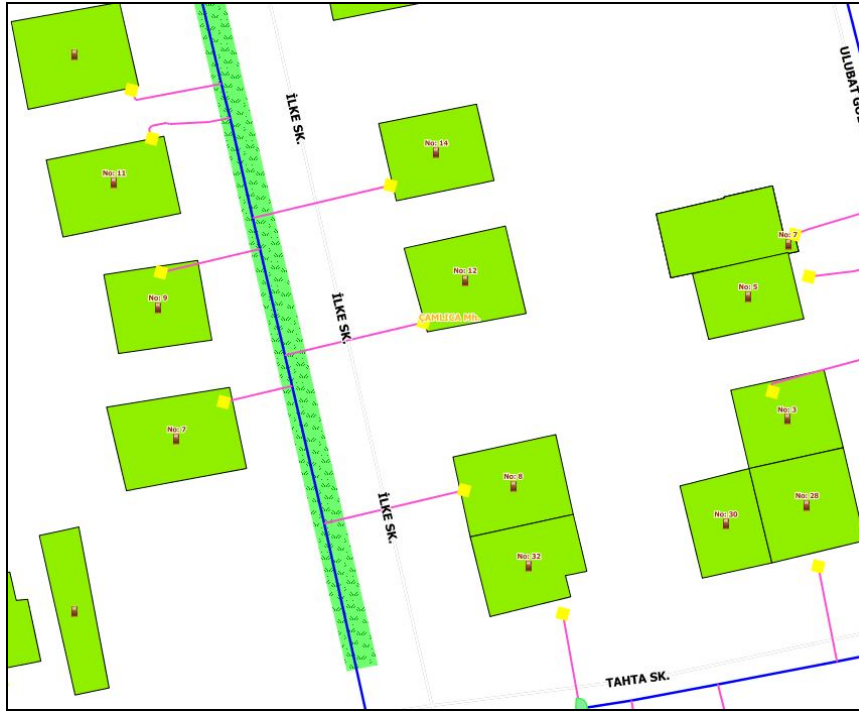 İLKE SK.
ULUBAT GÖL
No: 14
No: 11
No: 7
No: 12
No: 5
No: 9
İLKE SK.
ÇAMLICA Mh.
No: 3
No: 7
No: 8
İLKE SK.
No: 28
No: 30
No: 32
TAHTA SK.